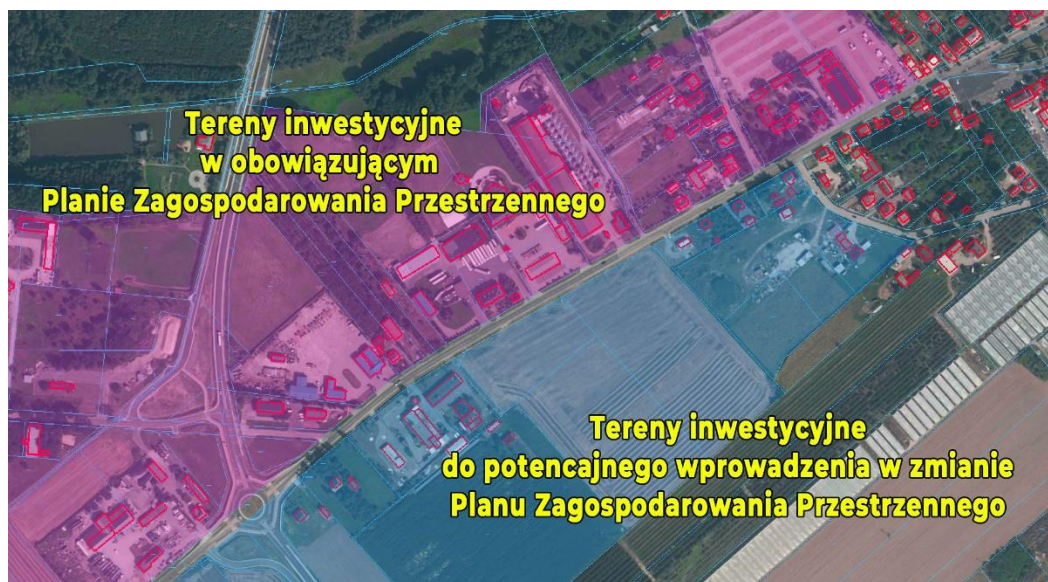 Tereny inwestycyjne
w obowiązującym
Planie Zagospodarowania Przestrzennego
Tereny inwestycyjne
do potencajnego wprowadzenia w zmianie
Planu Zagospodarowania Przestrzennego